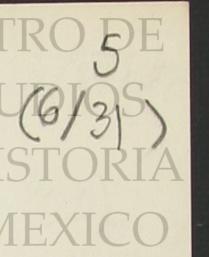 TRO DE
5
UDIOS
(6/31)
ISTORIA
MEXICO